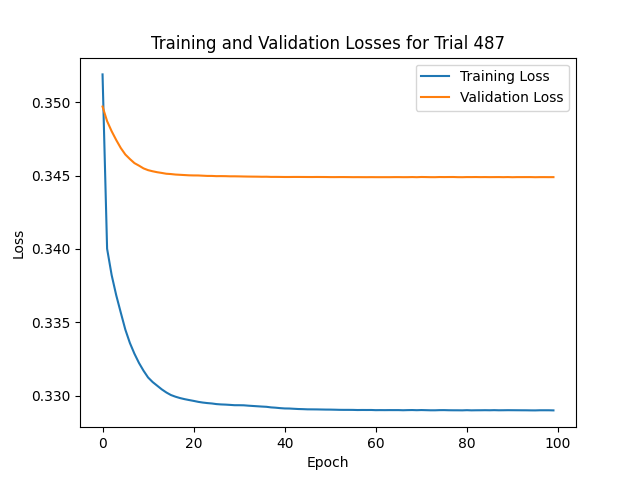 Training and Validation Losses for Trial 487
Training Loss
Validation Loss
0.350
0.345
0.340
0.335
0.330
Loss
0
20
40
60
80
100
Epoch